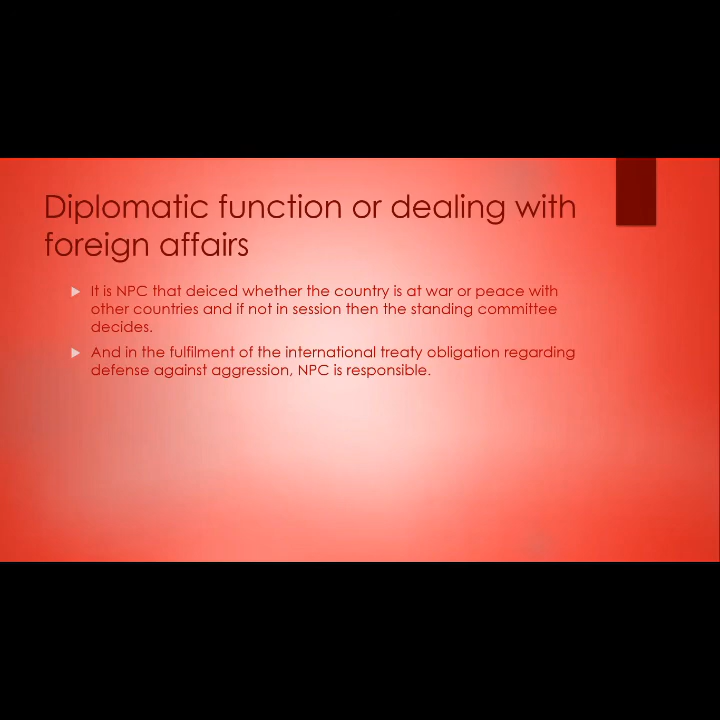 Diplomatic function or dealing with
foreign affairs
It is NPC that deiced whether the country is at war or peace with
other countries and if not in session then the standing committee
decides.
And in the fulfilment of the international treaty obligation regarding
defense against aggression, NPC is responsible.